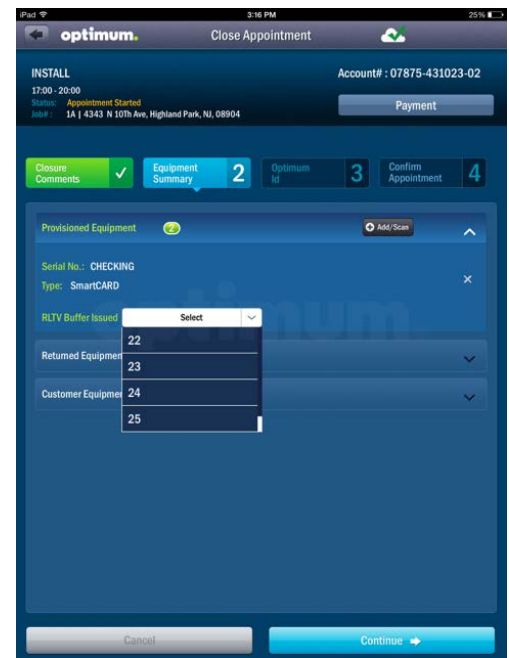 iPad 3:16 PM 25%
optimum. Close Appointment
INSTALL Account# : 07875-431023-02
17:00 - 20:00
Status: Appointment Started Payment
Job# : 1A | 4343 N 10Th Ave, Highland Park, NJ, 08904
Closure Comments Equipment Summary 2 Optimum Id 3 Confirm Appointment 4
Provisioned Equipment 2 Add/Scan
Serial No.: CHECKING
Type: SmartCARD
RLTV Buffer Issued Select
22
Returned Equipmen
23
Customer Equipme 24
25
optimum.
Cancel Continue